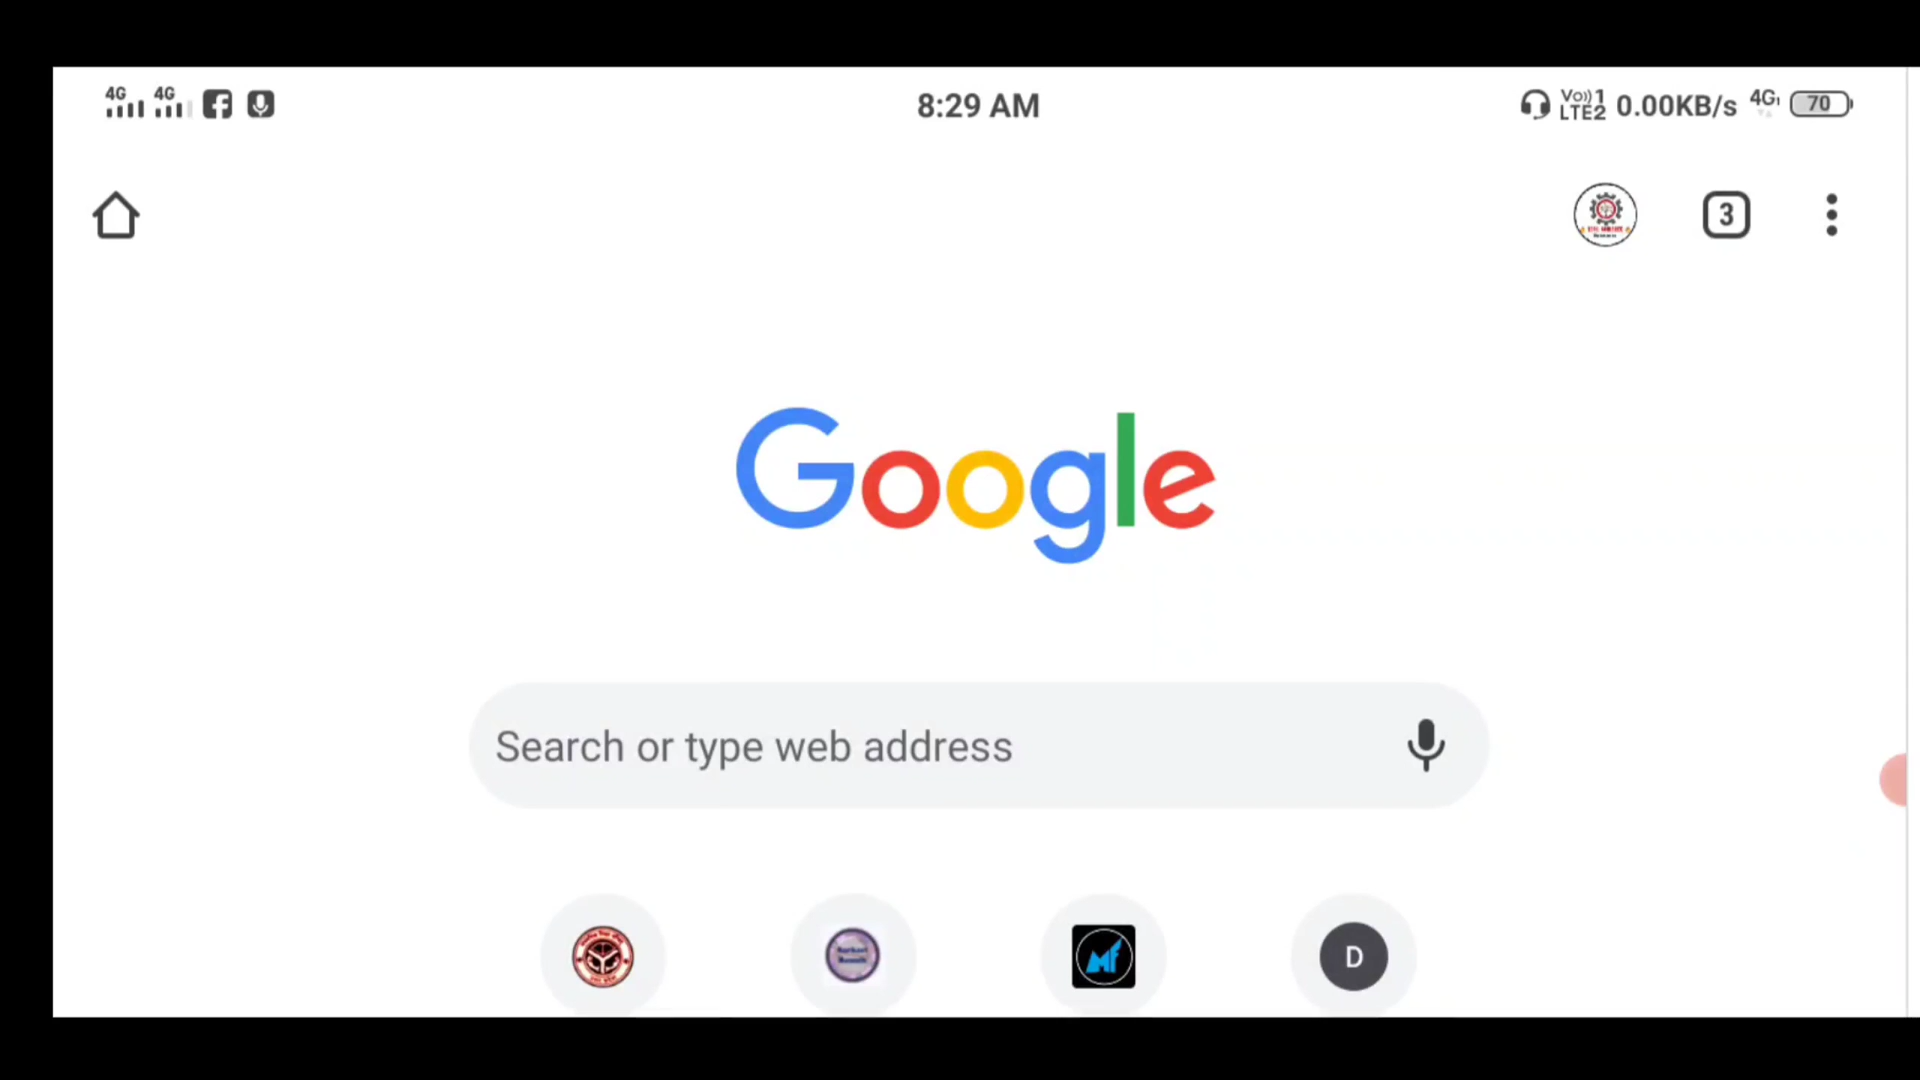 4G 4G 8:29 AM Vo)) 1 LTE2 0.00KB/s 4G 70
3
Google
Search or type web address
D